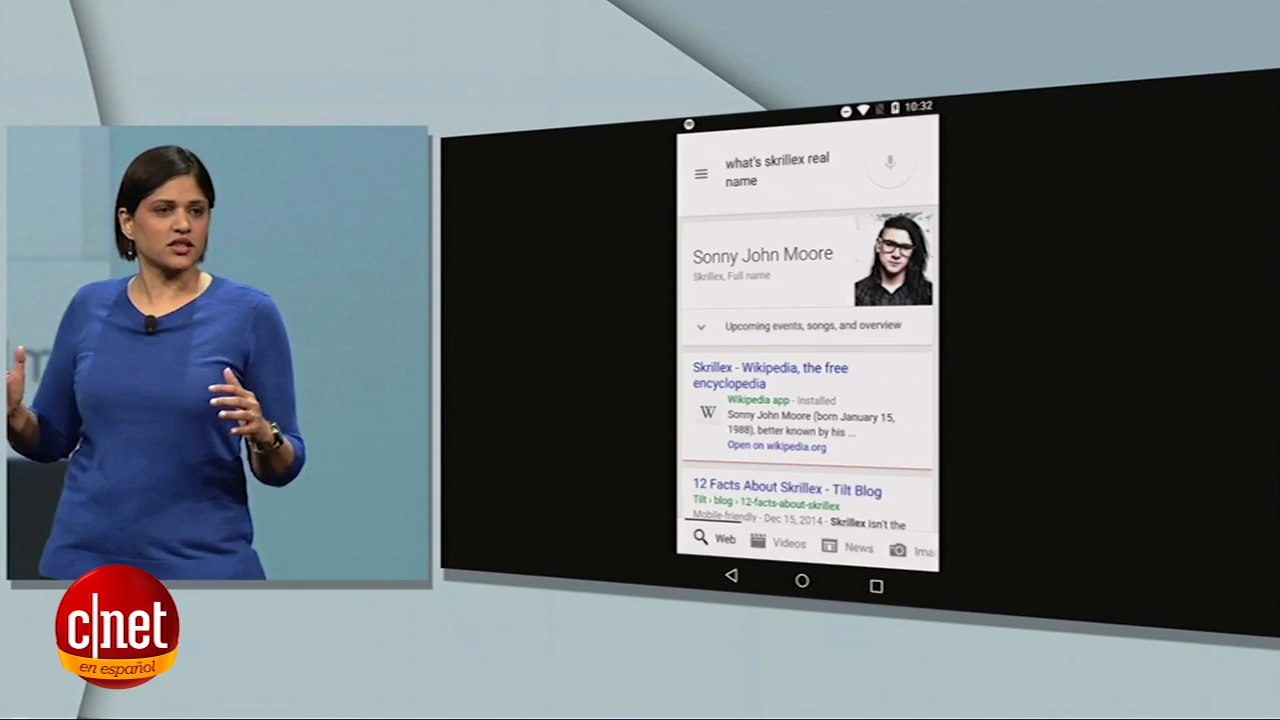 10:32
what's skrillex real
name
Sonny John Moore
Skrillex, Full name
Upcoming events, songs, and overview
Skrillex - Wikipedia, the free
encyclopedia
W
Wikipedia app - Installed
Sonny John Moore (born January 15,
1988), better known by his ...
Open on wikipedia.org
12 Facts About Skrillex - Tilt Blog
Tilt › blog › 12-facts-about-skrillex
Mobile-friendly - Dec 15, 2014 - Skrillex isn't the
Web Videos News Ima
c|net
en español